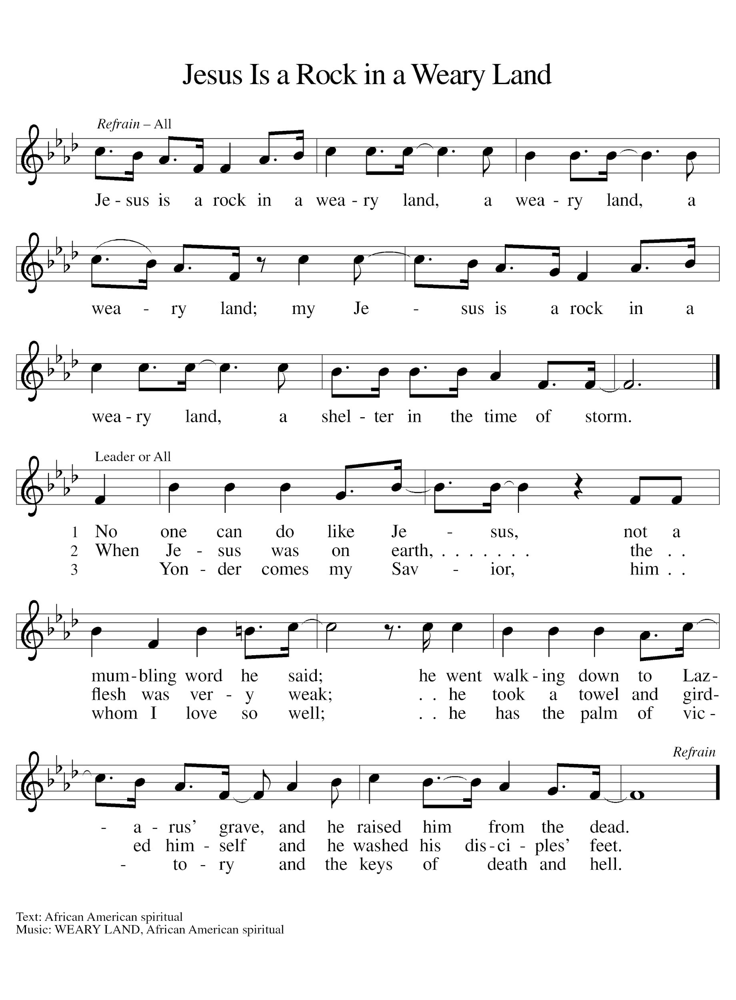 Jesus Is a Rock in a Weary Land
Refrain – All
Je - sus is a rock in a wea - ry land, a wea - ry land, a
wea - ry land; my Je - sus is a rock in a
wea - ry land, a shel - ter in the time of storm.
Leader or All
1 No one can do like Je - sus, not a
2 When Je - sus was on earth, . . . . . . . the . .
3 Yon - der comes my Sav - ior, him . .
mum - bling word he said; he went walk - ing down to Laz-
flesh was ver - y weak; . . he took a towel and gird-
whom I love so well; . . he has the palm of vic -
Refrain
- a - rus’ grave, and he raised him from the dead.
ed him - self and he washed his dis - ci - ples’ feet.
- to - ry and the keys of death and hell.
Text: African American spiritual
Music: WEARY LAND, African American spiritual